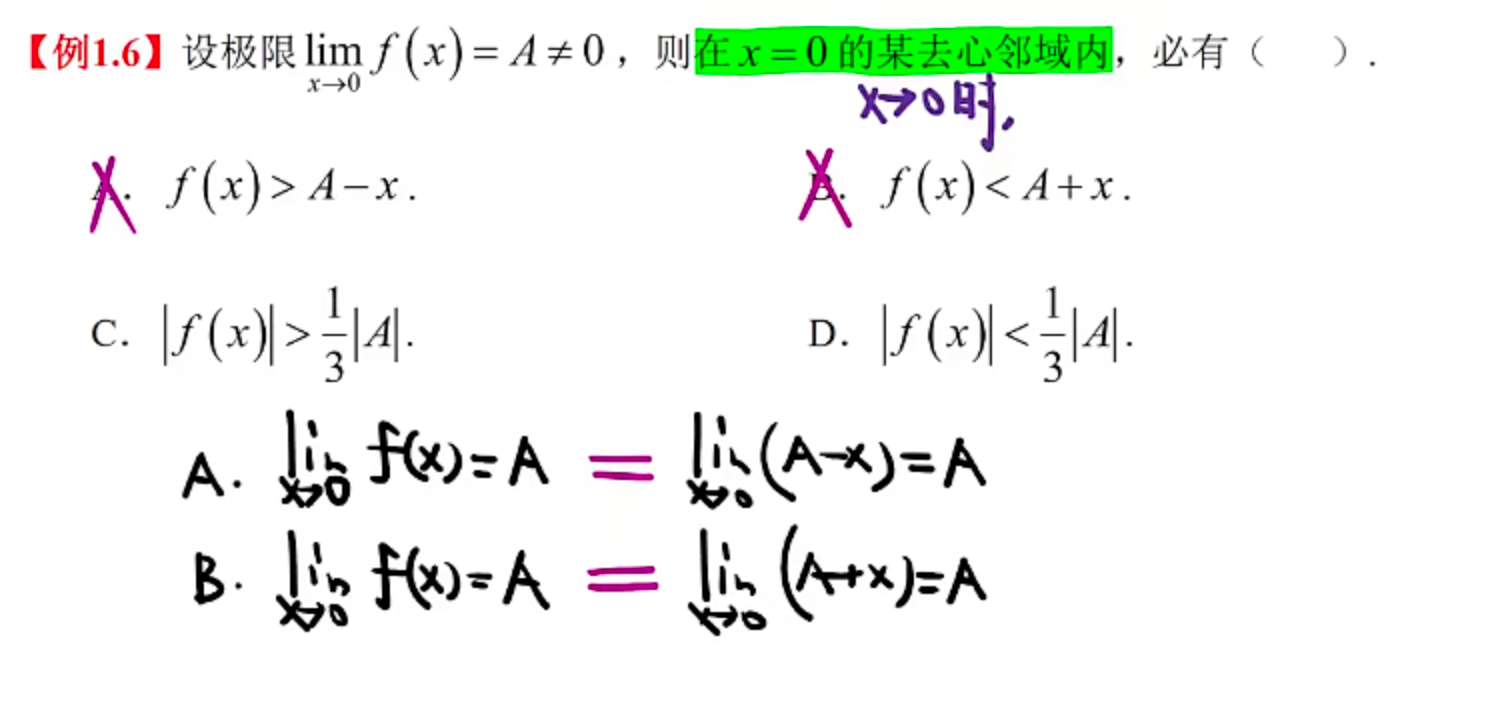 【例1.6】设极限 lim_{x→0} f(x) = A ≠ 0，则在 x = 0 的某去心邻域内，必有（　　）.
x→0时,
A. f(x) > A − x. B. f(x) < A + x.
C. |f(x)| > 1/3 |A|. D. |f(x)| < 1/3 |A|.
A. lim_{x→0} f(x) = A = lim_{x→0} (A−x) = A
B. lim_{x→0} f(x) = A = lim_{x→0} (A+x) = A